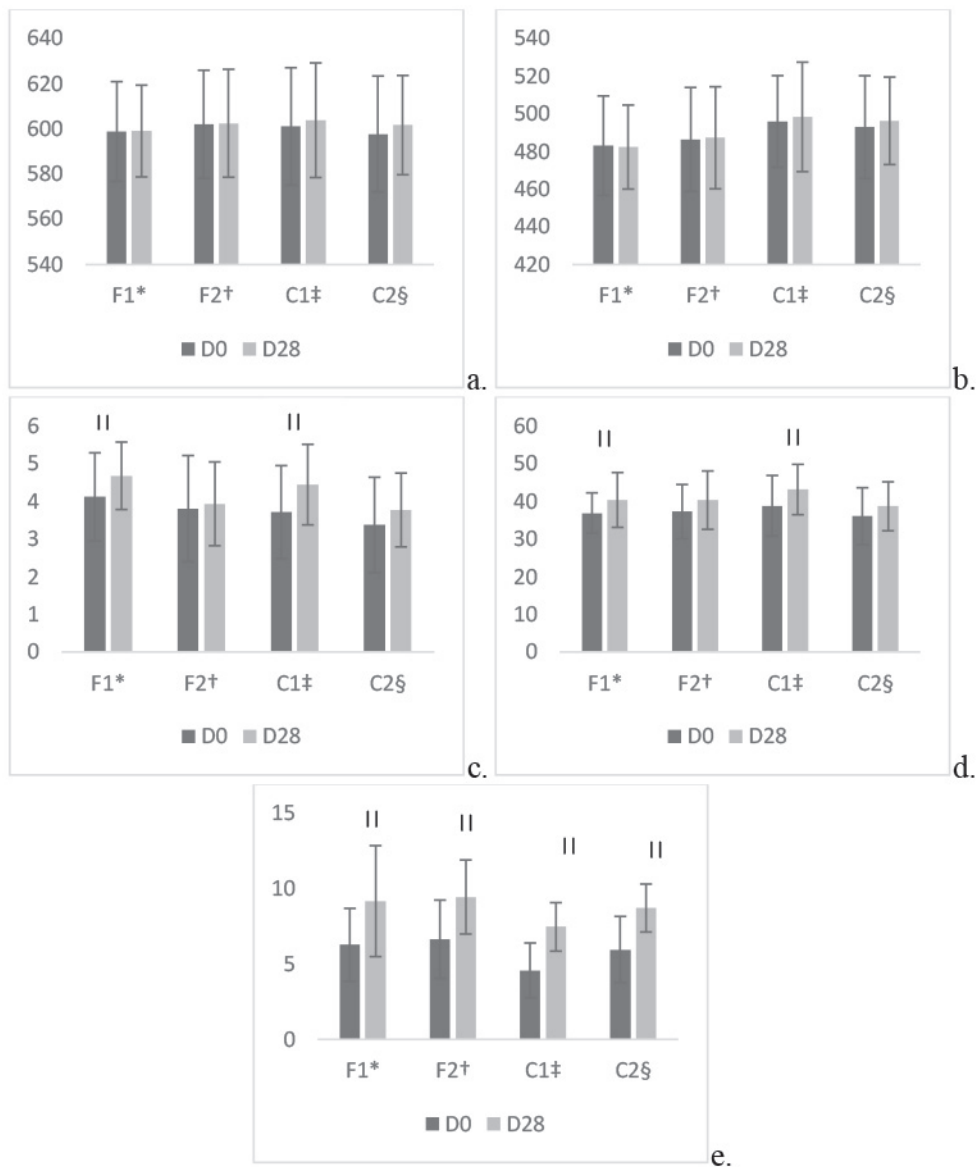 640
620
600
580
560
540
F1* F2† C1‡ C2§
D0 D28
a.
540
520
500
480
460
440
420
F1* F2† C1‡ C2§
D0 D28
b.
6
5
4
3
2
1
0
II II
F1* F2† C1‡ C2§
D0 D28
c.
60
50
40
30
20
10
0
II II
F1* F2† C1‡ C2§
D0 D28
d.
15
10
5
0
II II II II
F1* F2† C1‡ C2§
D0 D28
e.